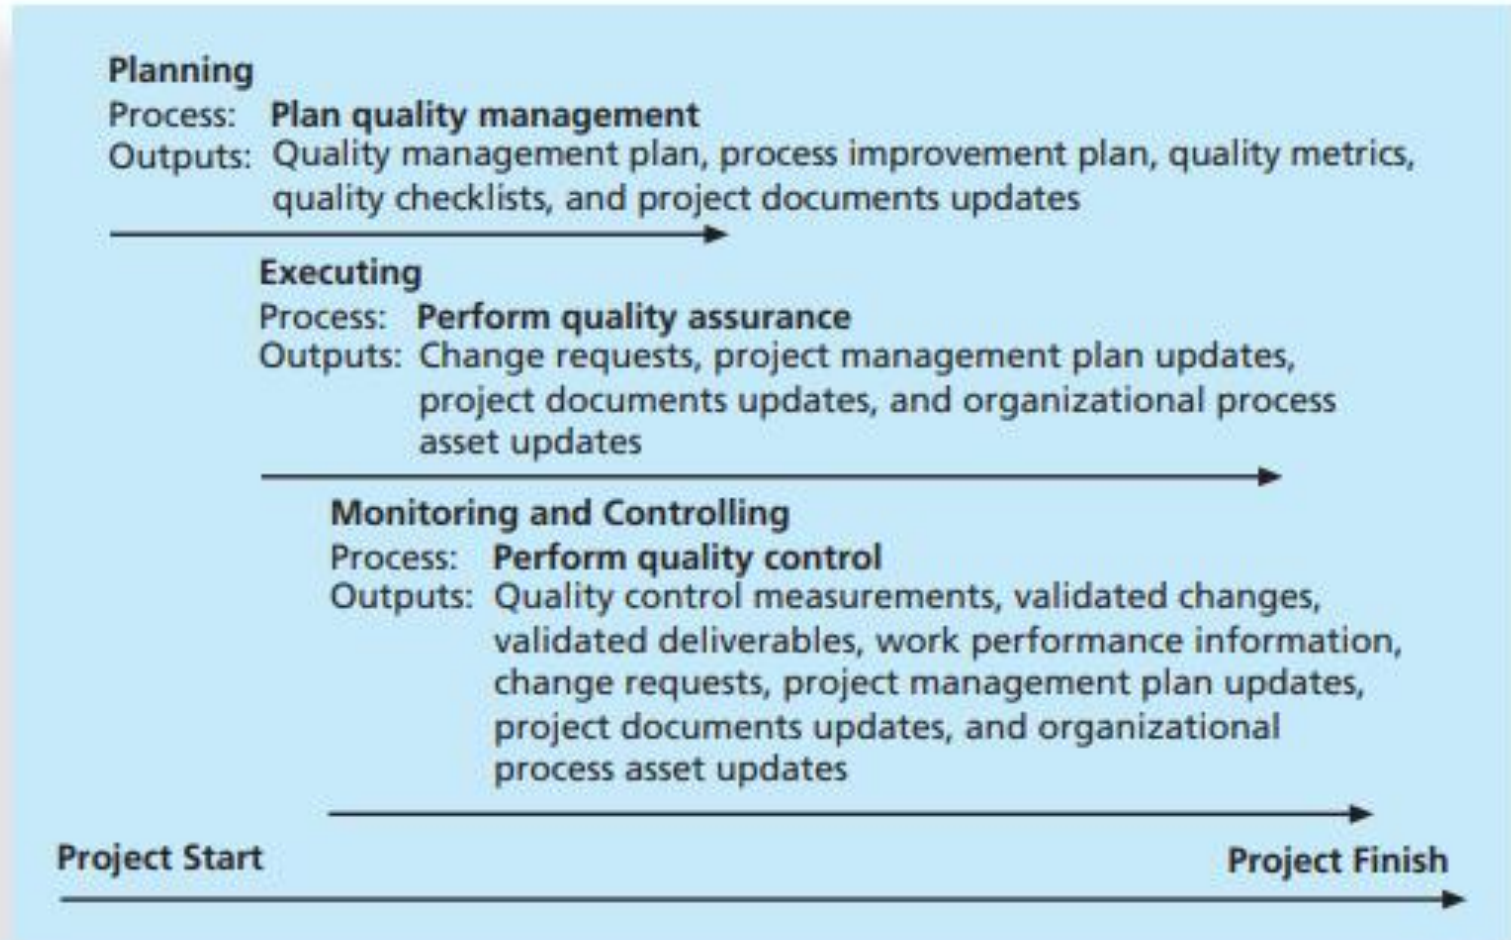 Planning
Process: Plan quality management
Outputs: Quality management plan, process improvement plan, quality metrics,
quality checklists, and project documents updates
Executing
Process: Perform quality assurance
Outputs: Change requests, project management plan updates,
project documents updates, and organizational process
asset updates
Monitoring and Controlling
Process: Perform quality control
Outputs: Quality control measurements, validated changes,
validated deliverables, work performance information,
change requests, project management plan updates,
project documents updates, and organizational
process asset updates
Project Start
Project Finish